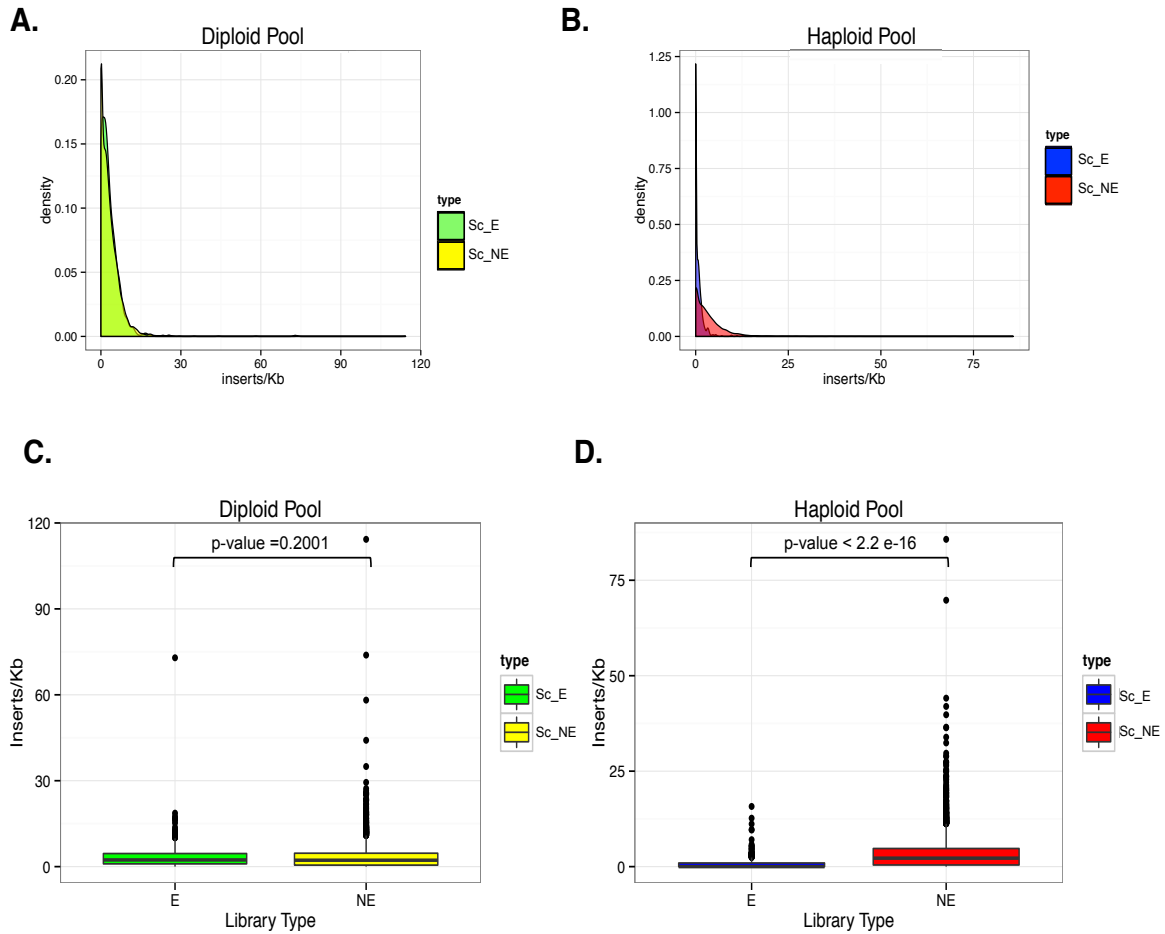 A.
Diploid Pool
0.20
0.15
0.10
0.05
0.00
density
0
30
60
90
120
inserts/Kb
type
Sc_E
Sc_NE
B.
Haploid Pool
1.25
1.00
0.75
0.50
0.25
0.00
density
0
25
50
75
inserts/Kb
type
Sc_E
Sc_NE
C.
Diploid Pool
p-value =0.2001
120
90
60
30
0
Inserts/Kb
E
NE
Library Type
type
Sc_E
Sc_NE
D.
Haploid Pool
p-value < 2.2 e-16
75
50
25
0
Inserts/Kb
E
NE
Library Type
type
Sc_E
Sc_NE